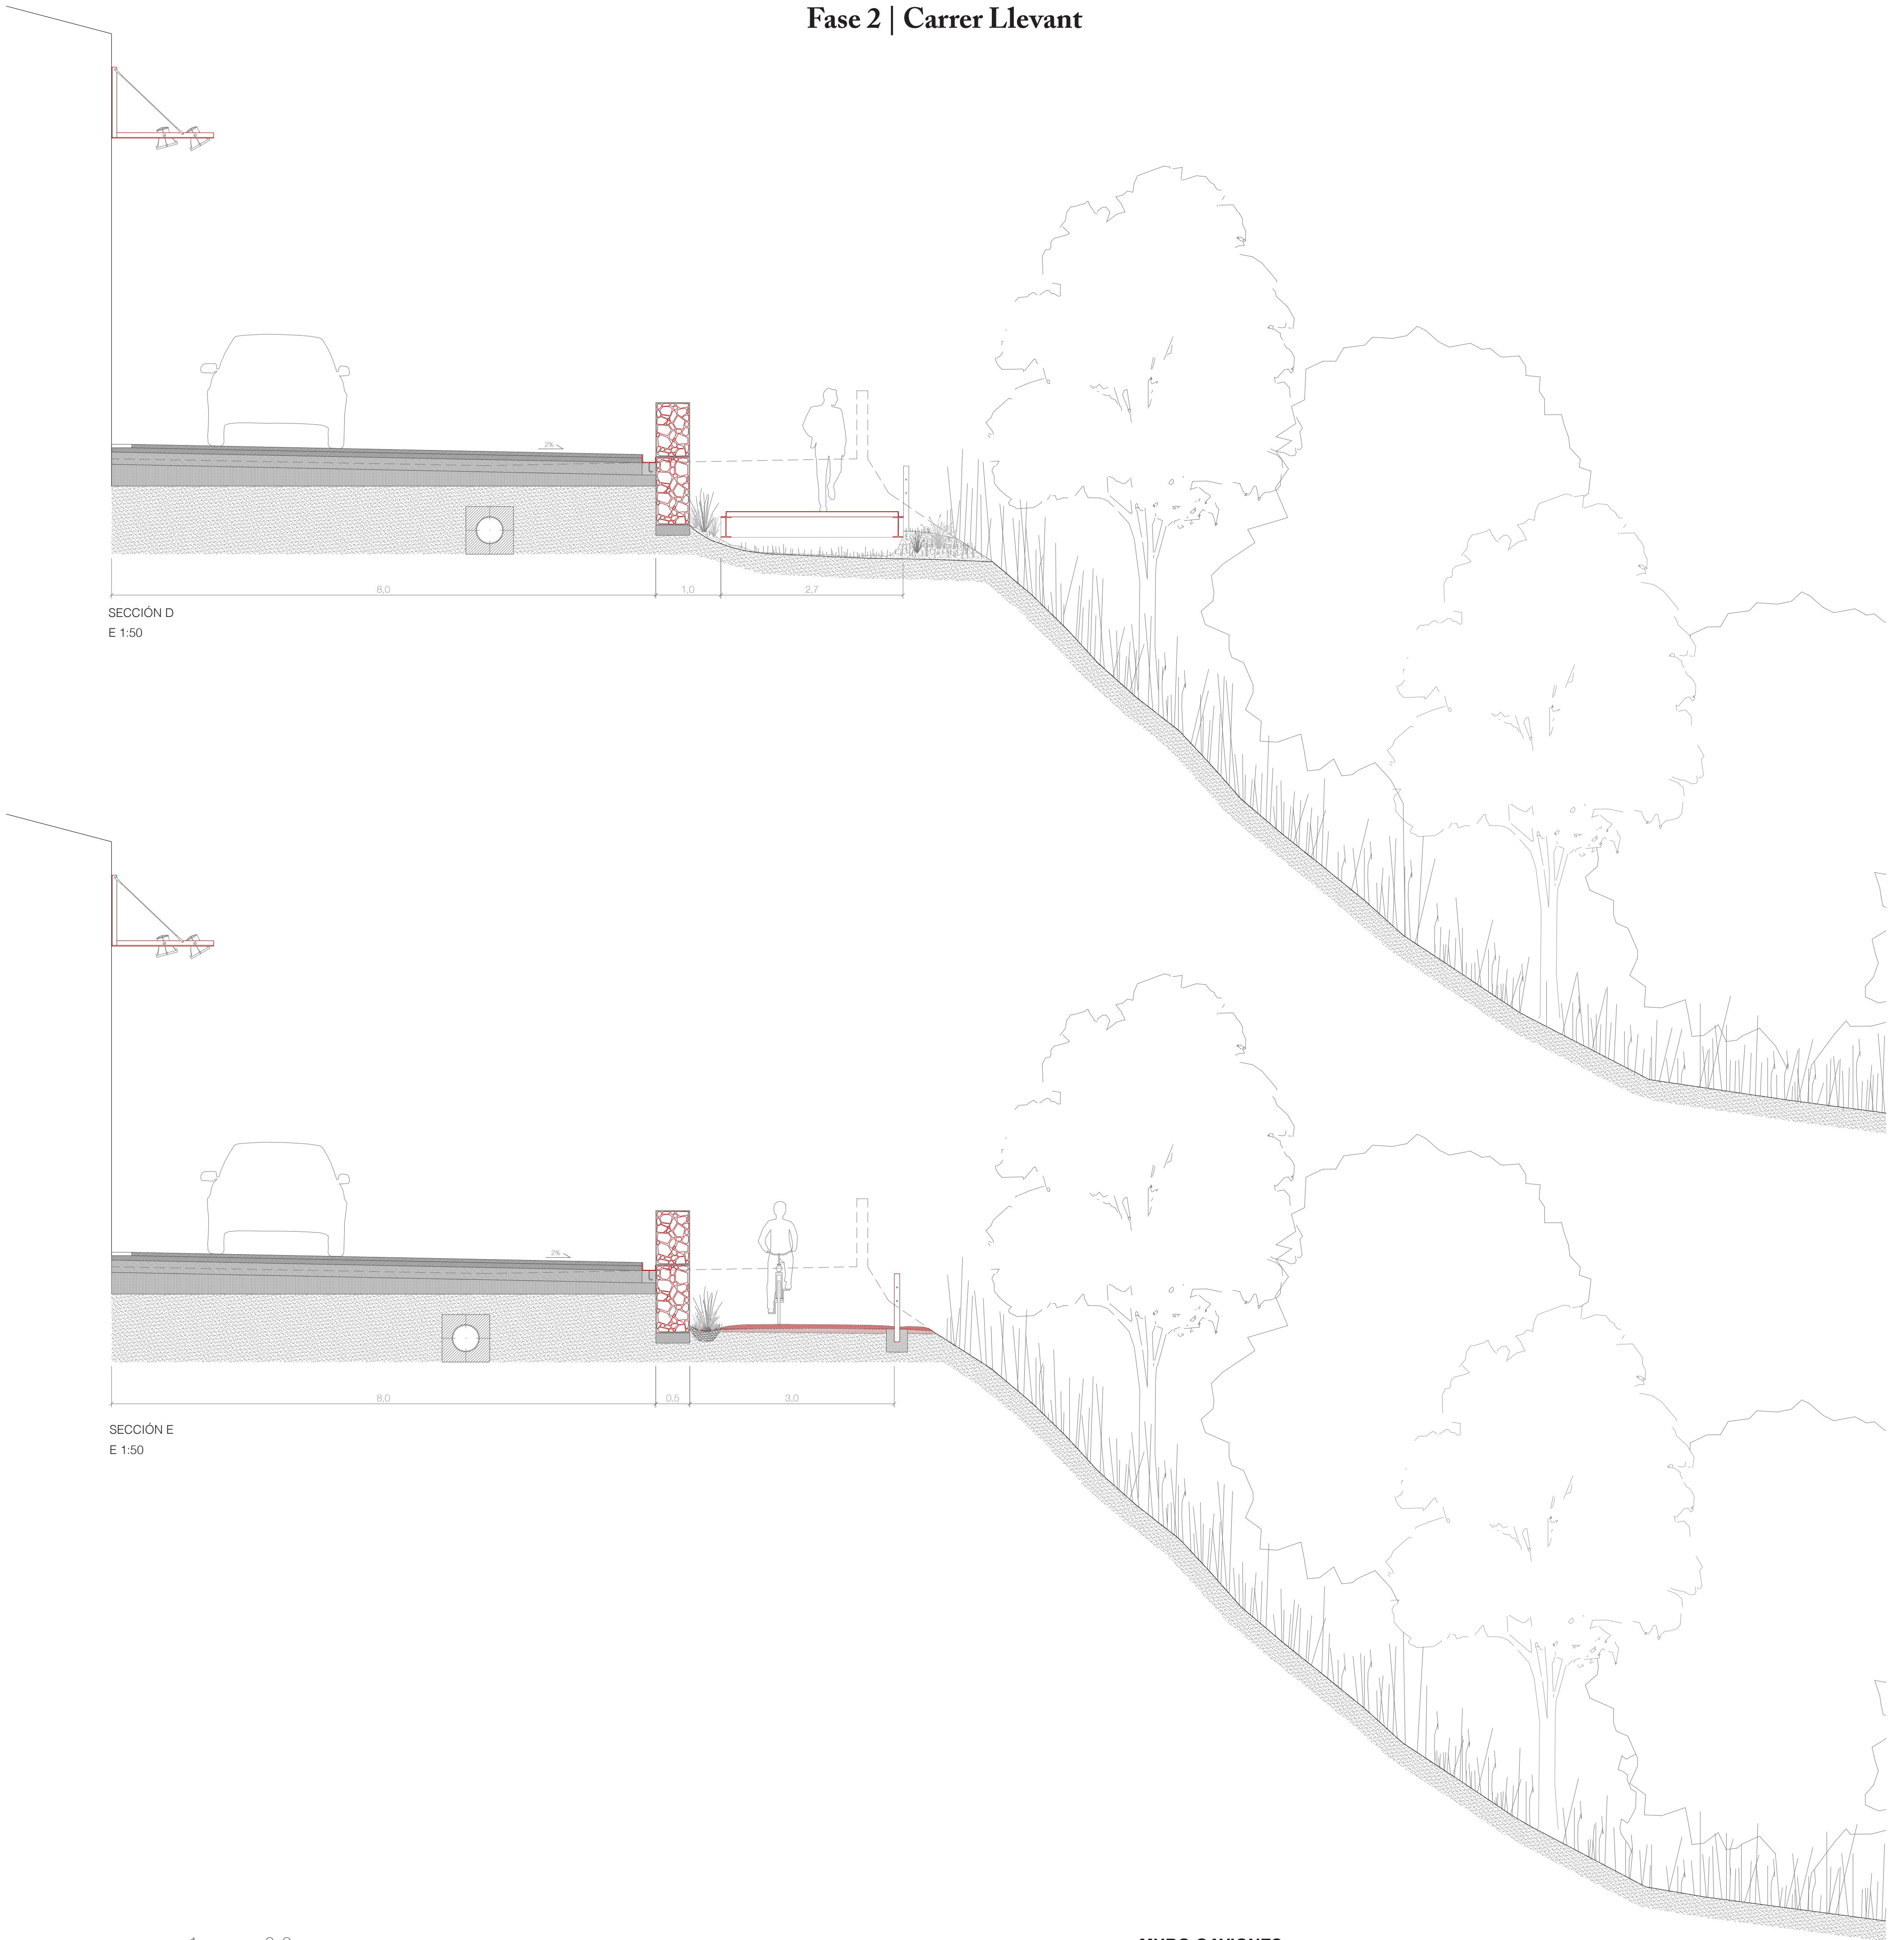 Fase 2 | Carrer Llevant
2%
8,0
1,0
2,7
SECCIÓN D
E 1:50
2%
8,0
0,5
3,0
SECCIÓN E
E 1:50